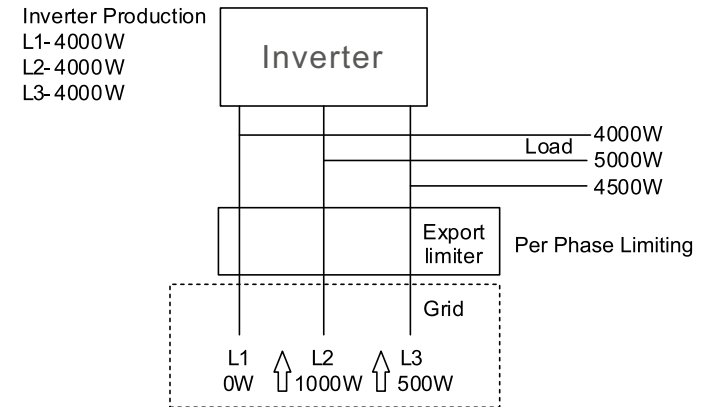 Inverter Production
L1-4000W
L2-4000W
L3-4000W
Inverter
4000W
Load
5000W
4500W
Export
limiter
Per Phase Limiting
Grid
L1 L2 L3
0W 1000W 500W